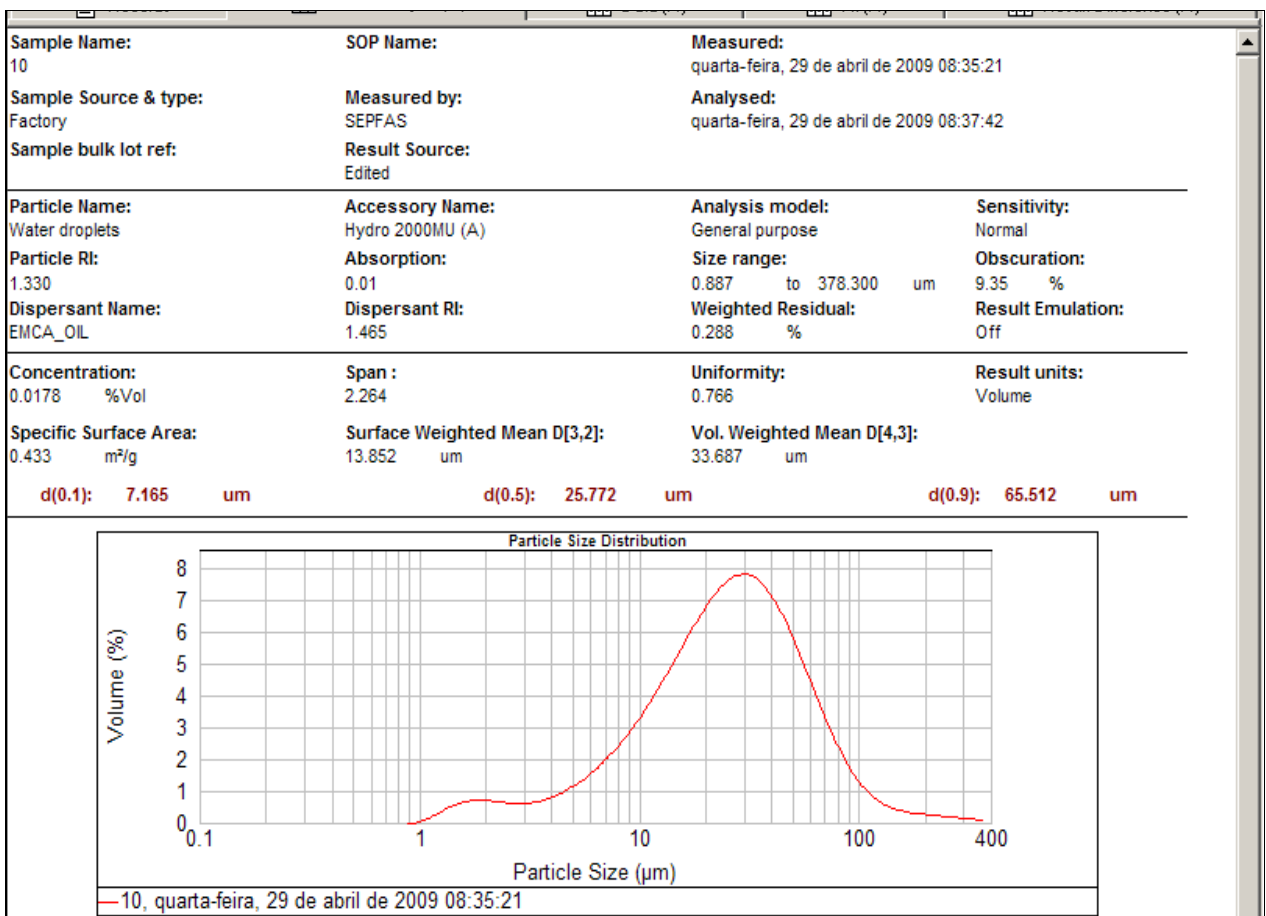 Sample Name: SOP Name: Measured:
10 quarta-feira, 29 de abril de 2009 08:35:21
Sample Source & type: Measured by: Analysed:
Factory SEPFAS quarta-feira, 29 de abril de 2009 08:37:42
Sample bulk lot ref: Result Source:
Edited
Particle Name: Accessory Name: Analysis model: Sensitivity:
Water droplets Hydro 2000MU (A) General purpose Normal
Particle RI: Absorption: Size range: Obscuration:
1.330 0.01 0.887 to 378.300 um 9.35 %
Dispersant Name: Dispersant RI: Weighted Residual: Result Emulation:
EMCA_OIL 1.465 0.288 % Off
Concentration: Span : Uniformity: Result units:
0.0178 %Vol 2.264 0.766 Volume
Specific Surface Area: Surface Weighted Mean D[3,2]: Vol. Weighted Mean D[4,3]:
0.433 m²/g 13.852 um 33.687 um
d(0.1): 7.165 um d(0.5): 25.772 um d(0.9): 65.512 um
Particle Size Distribution
Volume (%)
8
7
6
5
4
3
2
1
0
0.1 1 10 100 400
Particle Size (µm)
10, quarta-feira, 29 de abril de 2009 08:35:21